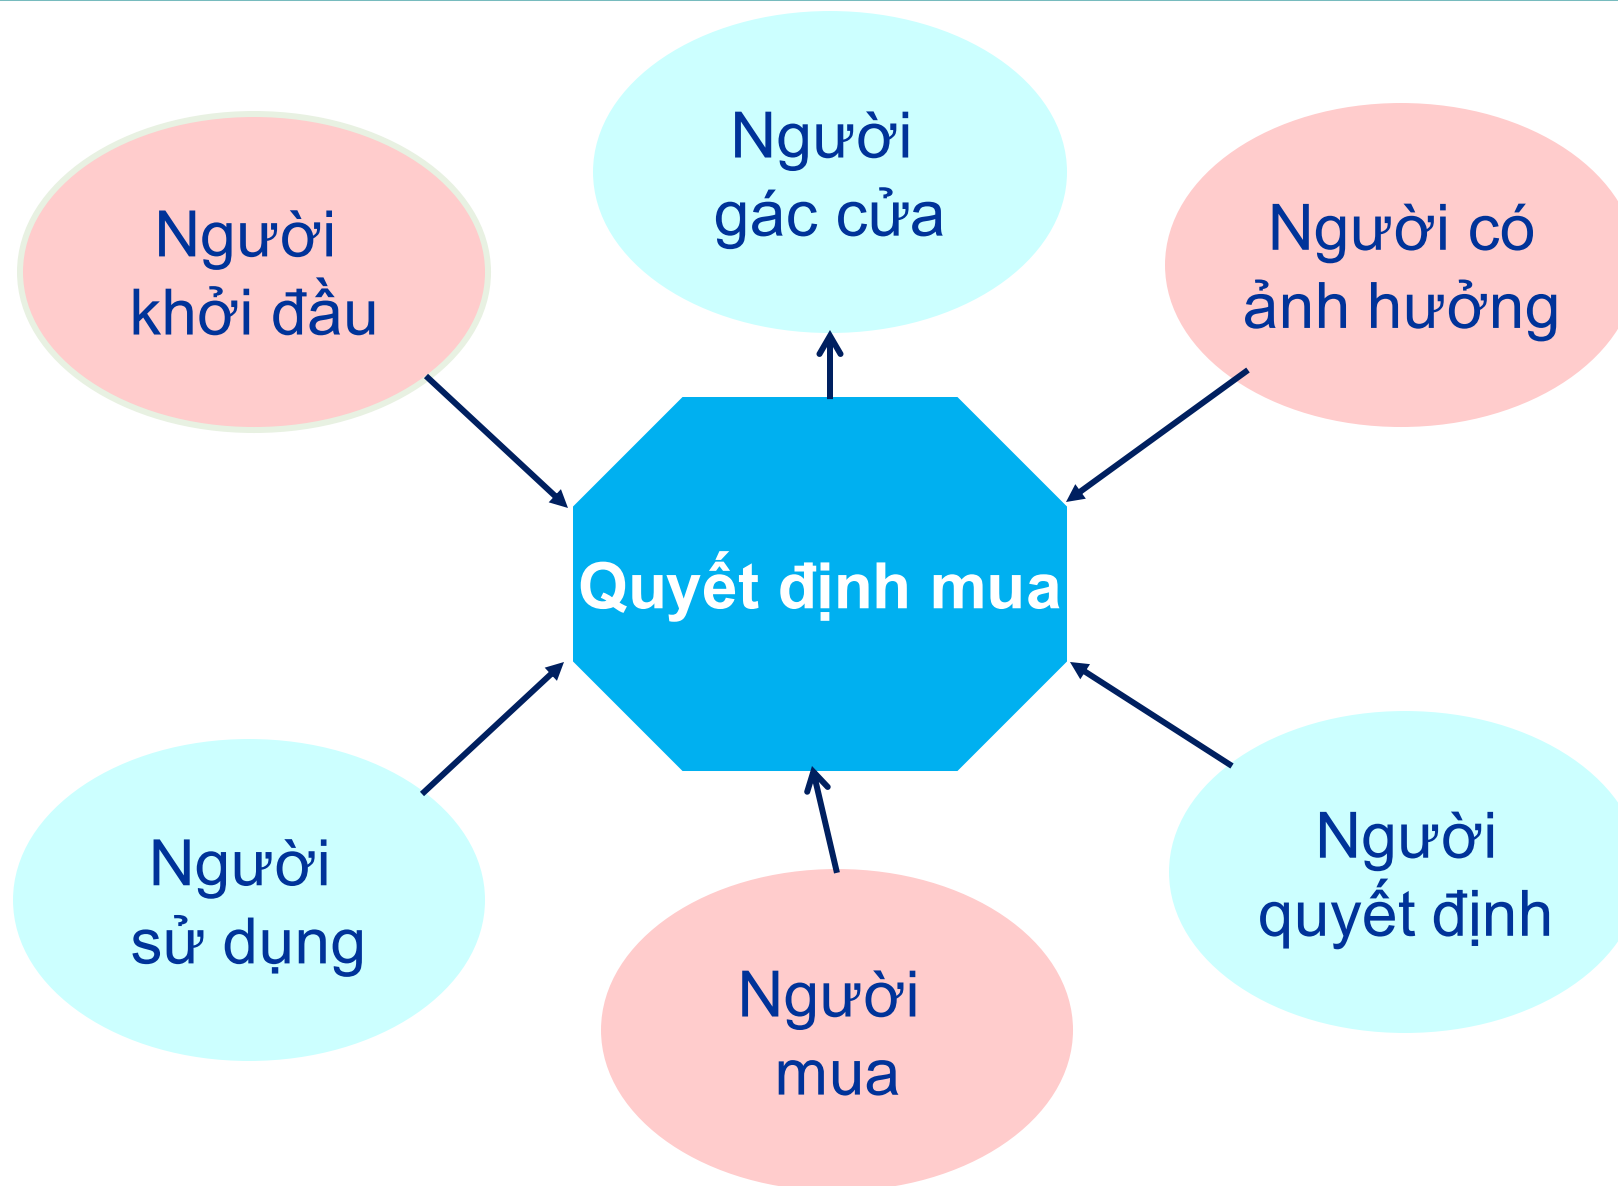 Người
gác cửa
Người
khởi đầu
Người có
ảnh hưởng
Quyết định mua
Người
sử dụng
Người
quyết định
Người
mua